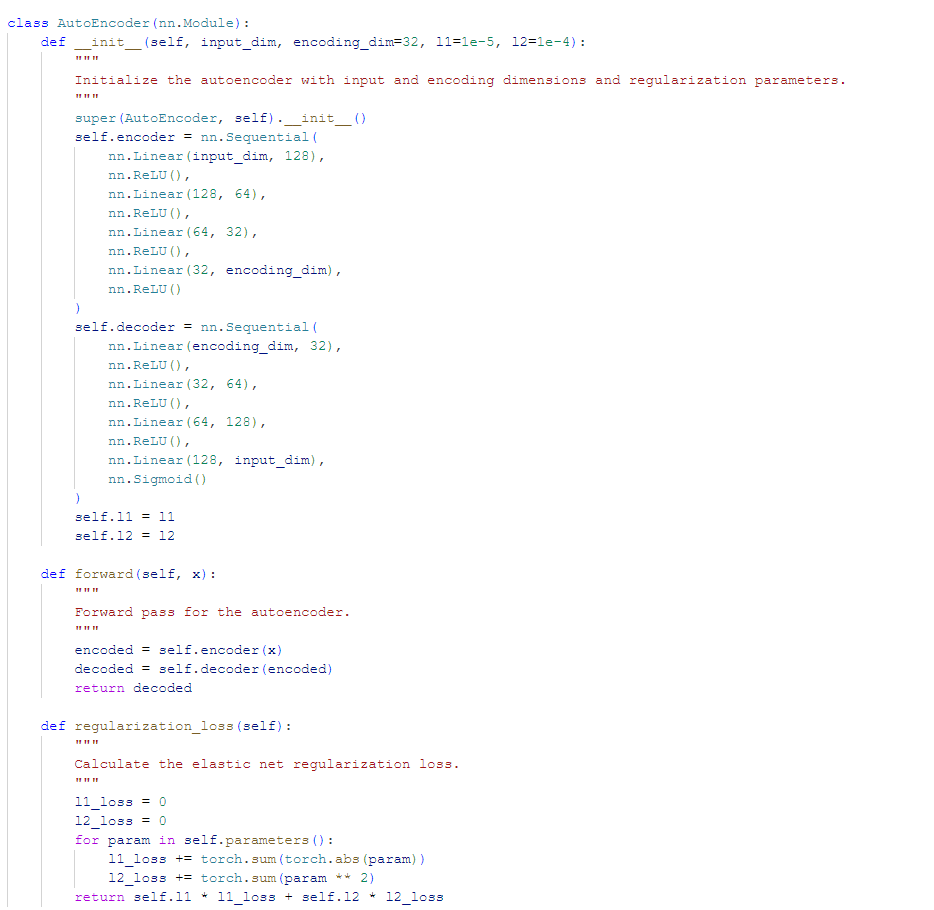 class AutoEncoder(nn.Module):
    def __init__(self, input_dim, encoding_dim=32, l1=1e-5, l2=1e-4):
        """
        Initialize the autoencoder with input and encoding dimensions and regularization parameters.
        """
        super(AutoEncoder, self).__init__()
        self.encoder = nn.Sequential(
            nn.Linear(input_dim, 128),
            nn.ReLU(),
            nn.Linear(128, 64),
            nn.ReLU(),
            nn.Linear(64, 32),
            nn.ReLU(),
            nn.Linear(32, encoding_dim),
            nn.ReLU()
        )
        self.decoder = nn.Sequential(
            nn.Linear(encoding_dim, 32),
            nn.ReLU(),
            nn.Linear(32, 64),
            nn.ReLU(),
            nn.Linear(64, 128),
            nn.ReLU(),
            nn.Linear(128, input_dim),
            nn.Sigmoid()
        )
        self.l1 = l1
        self.l2 = l2

    def forward(self, x):
        """
        Forward pass for the autoencoder.
        """
        encoded = self.encoder(x)
        decoded = self.decoder(encoded)
        return decoded

    def regularization_loss(self):
        """
        Calculate the elastic net regularization loss.
        """
        l1_loss = 0
        l2_loss = 0
        for param in self.parameters():
            l1_loss += torch.sum(torch.abs(param))
            l2_loss += torch.sum(param ** 2)
        return self.l1 * l1_loss + self.l2 * l2_loss